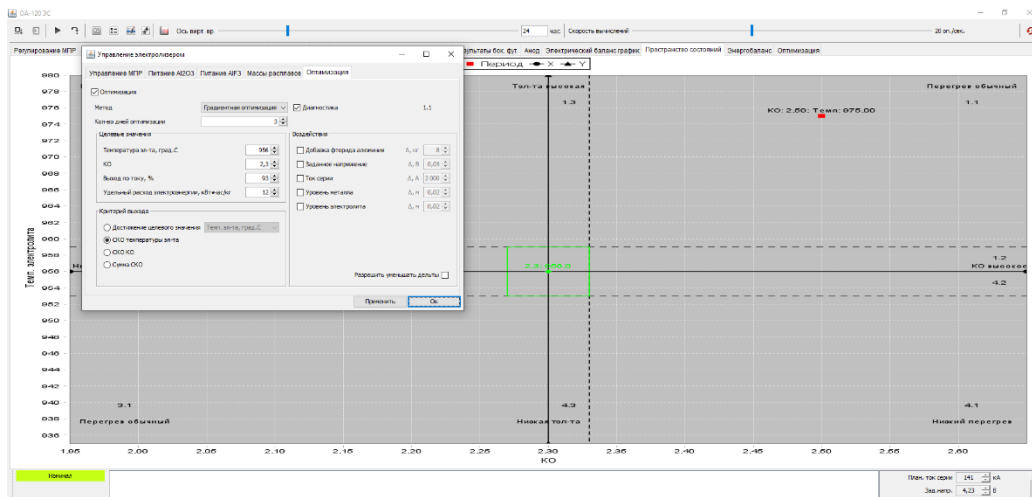 ОА-120 ЭС
Ось верт. вр.
24 час Скорость вычислений
20 оп./сек.
Регулирование МПР
Управление электролизером
Анод Электрический баланс график Пространство состояний Энергобаланс Оптимизация
Период X Y
Управление МПР Питание Al2O3 Питание AlF3 Массы расплавов Оптимизация
Оптимизация
Метод Градиентная оптимизация Диагностика 1.1
Кол-во дней оптимизации 3
Целевые значения
Воздействия
Температура эл-та, град.С 956
КО 2,3
Выход по току, % 93
Удельный расход электроэнергии, кВт*час/кг 12
Добавка фторида алюминия Δ, кг 8
Заданное напряжение Δ, В 0,03
Ток серии Δ, А 2 000
Уровень металла Δ, м 0,02
Уровень электролита Δ, м 0,02
Критерий выхода
Достижение целевого значения Темп. эл-та, град.С
СКО температуры эл-та
СКО КО
Сумма СКО
Разрешить уменьшать дельты
Применить Ок
Темп. электролита
980
978
976
974
972
970
968
966
964
962
960
958
956
954
952
950
948
946
944
942
940
938
936
Тол-та высокая
1.3
Перегрев обычный
1.1
КО: 2.50; Темп: 975.00
2.3; 956.0
1.2
КО высокое
4.2
3.1
Перегрев обычный
4.3
Низкая тол-та
4.1
Низкий перегрев
1.95 2.00 2.05 2.10 2.15 2.20 2.25 2.30 2.35 2.40 2.45 2.50 2.55 2.60
КО
Номинал
План. ток серии 141 кА
Зад.напр. 4,23 В